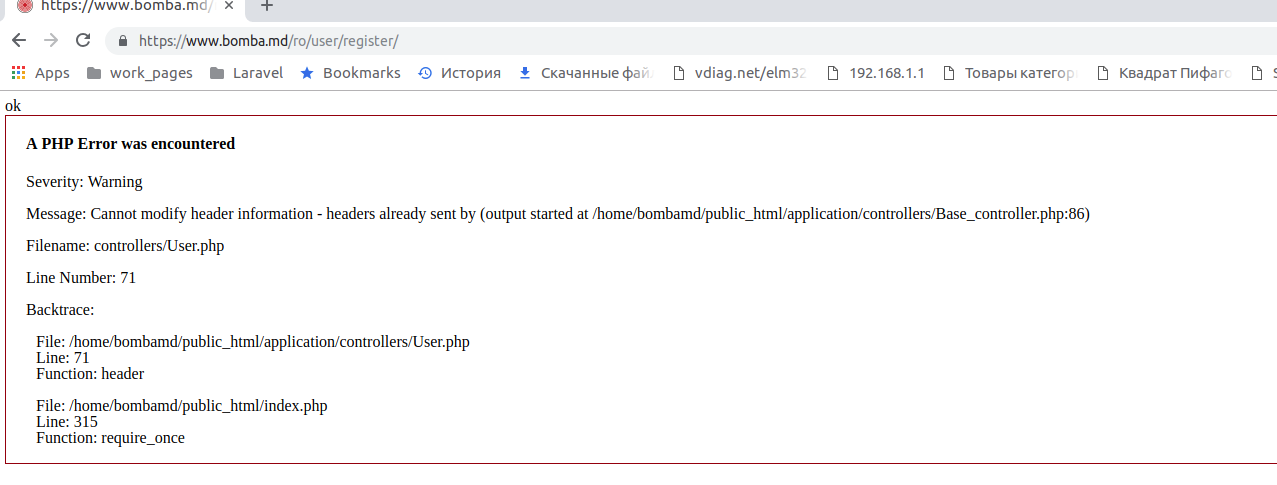 https://www.bomba.md/
https://www.bomba.md/ro/user/register/
Apps work_pages Laravel Bookmarks История Скачанные фай vdiag.net/elm32 192.168.1.1 Товары категор Квадрат Пифаго S
ok
A PHP Error was encountered
Severity: Warning
Message: Cannot modify header information - headers already sent by (output started at /home/bombamd/public_html/application/controllers/Base_controller.php:86)
Filename: controllers/User.php
Line Number: 71
Backtrace:
File: /home/bombamd/public_html/application/controllers/User.php
Line: 71
Function: header
File: /home/bombamd/public_html/index.php
Line: 315
Function: require_once